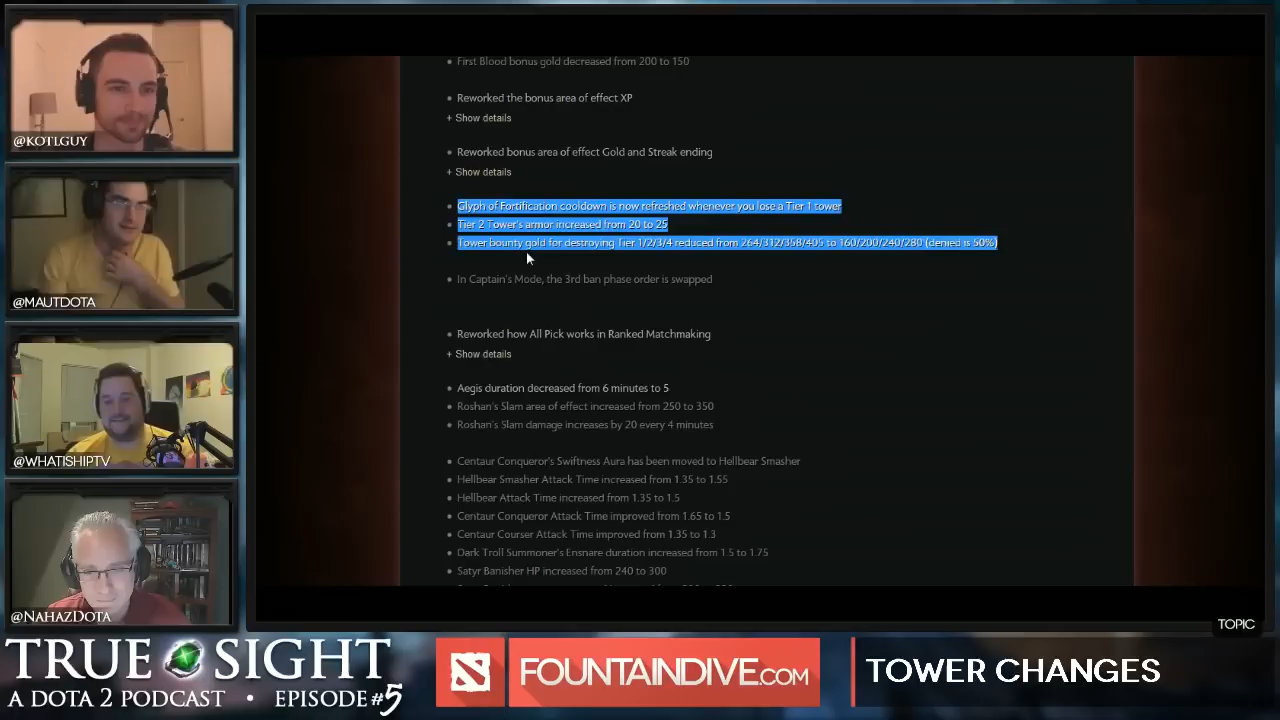 @KOTLGUY
@MAUTDOTA
@WHATISHIPTV
@NAHAZDOTA
First Blood bonus gold decreased from 200 to 150
Reworked the bonus area of effect XP
+ Show details
Reworked bonus area of effect Gold and Streak ending
+ Show details
Glyph of Fortification cooldown is now refreshed whenever you lose a Tier 1 tower
Tier 2 Tower's armor increased from 20 to 25
Tower bounty gold for destroying Tier 1/2/3/4 reduced from 264/312/358/405 to 160/200/240/280 (denied is 50%)
In Captain's Mode, the 3rd ban phase order is swapped
Reworked how All Pick works in Ranked Matchmaking
+ Show details
Aegis duration decreased from 6 minutes to 5
Roshan's Slam area of effect increased from 250 to 350
Roshan's Slam damage increases by 20 every 4 minutes
Centaur Conqueror's Swiftness Aura has been moved to Hellbear Smasher
Hellbear Smasher Attack Time increased from 1.35 to 1.55
Hellbear Attack Time increased from 1.35 to 1.5
Centaur Conqueror Attack Time improved from 1.65 to 1.5
Centaur Courser Attack Time improved from 1.35 to 1.3
Dark Troll Summoner's Ensnare duration increased from 1.5 to 1.75
Satyr Banisher HP increased from 240 to 300
TOPIC
TRUE SIGHT
A DOTA 2 PODCAST • EPISODE #5
FOUNTAINDIVE.COM
TOWER CHANGES